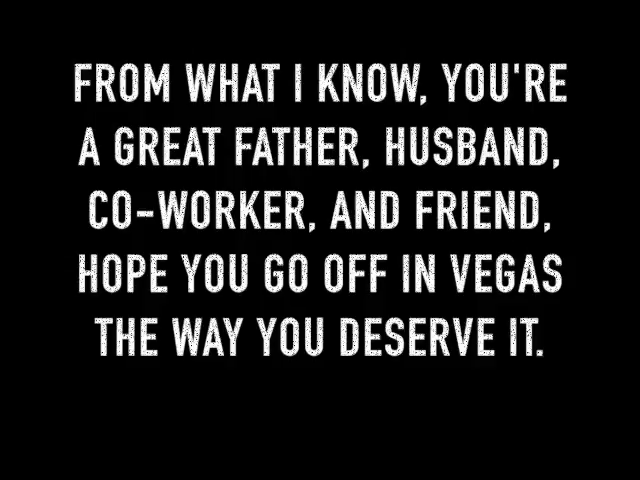 FROM WHAT I KNOW, YOU'RE
A GREAT FATHER, HUSBAND,
CO-WORKER, AND FRIEND,
HOPE YOU GO OFF IN VEGAS
THE WAY YOU DESERVE IT.